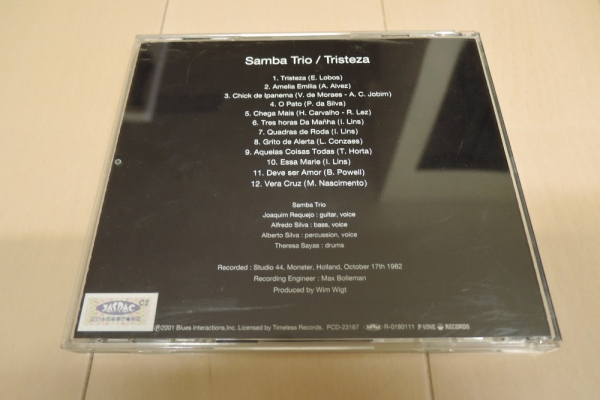 Samba Trio / Tristeza
1. Tristeza (E. Lobos)
2. Amelia Emilia (A. Alvez)
3. Chick de Ipanema (V. de Moraes - A. C. Jobim)
4. O Pato (P. da Silva)
5. Chega Mais (H. Carvalho - R. Lez)
6. Tres horas Da Mañha (I. Lins)
7. Quadras de Roda (I. Lins)
8. Grito de Alerta (L. Conzaes)
9. Aquelas Coisas Todas (T. Horta)
10. Essa Marie (I. Lins)
11. Deve ser Amor (B. Powell)
12. Vera Cruz (M. Nascimento)
Samba Trio
Joaquim Requejo : guitar, voice
Alfredo Silva : bass, voice
Alberto Silva : percussion, voice
Theresa Sayas : drums
Recorded : Studio 44, Monster, Holland, October 17th 1982
Recording Engineer : Max Bolleman
Produced by Wim Wigt
JASRAC
©2001 Blues Interactions, Inc. Licensed by Timeless Records. PCD-23167 R-0180111 P-VINE RECORDS